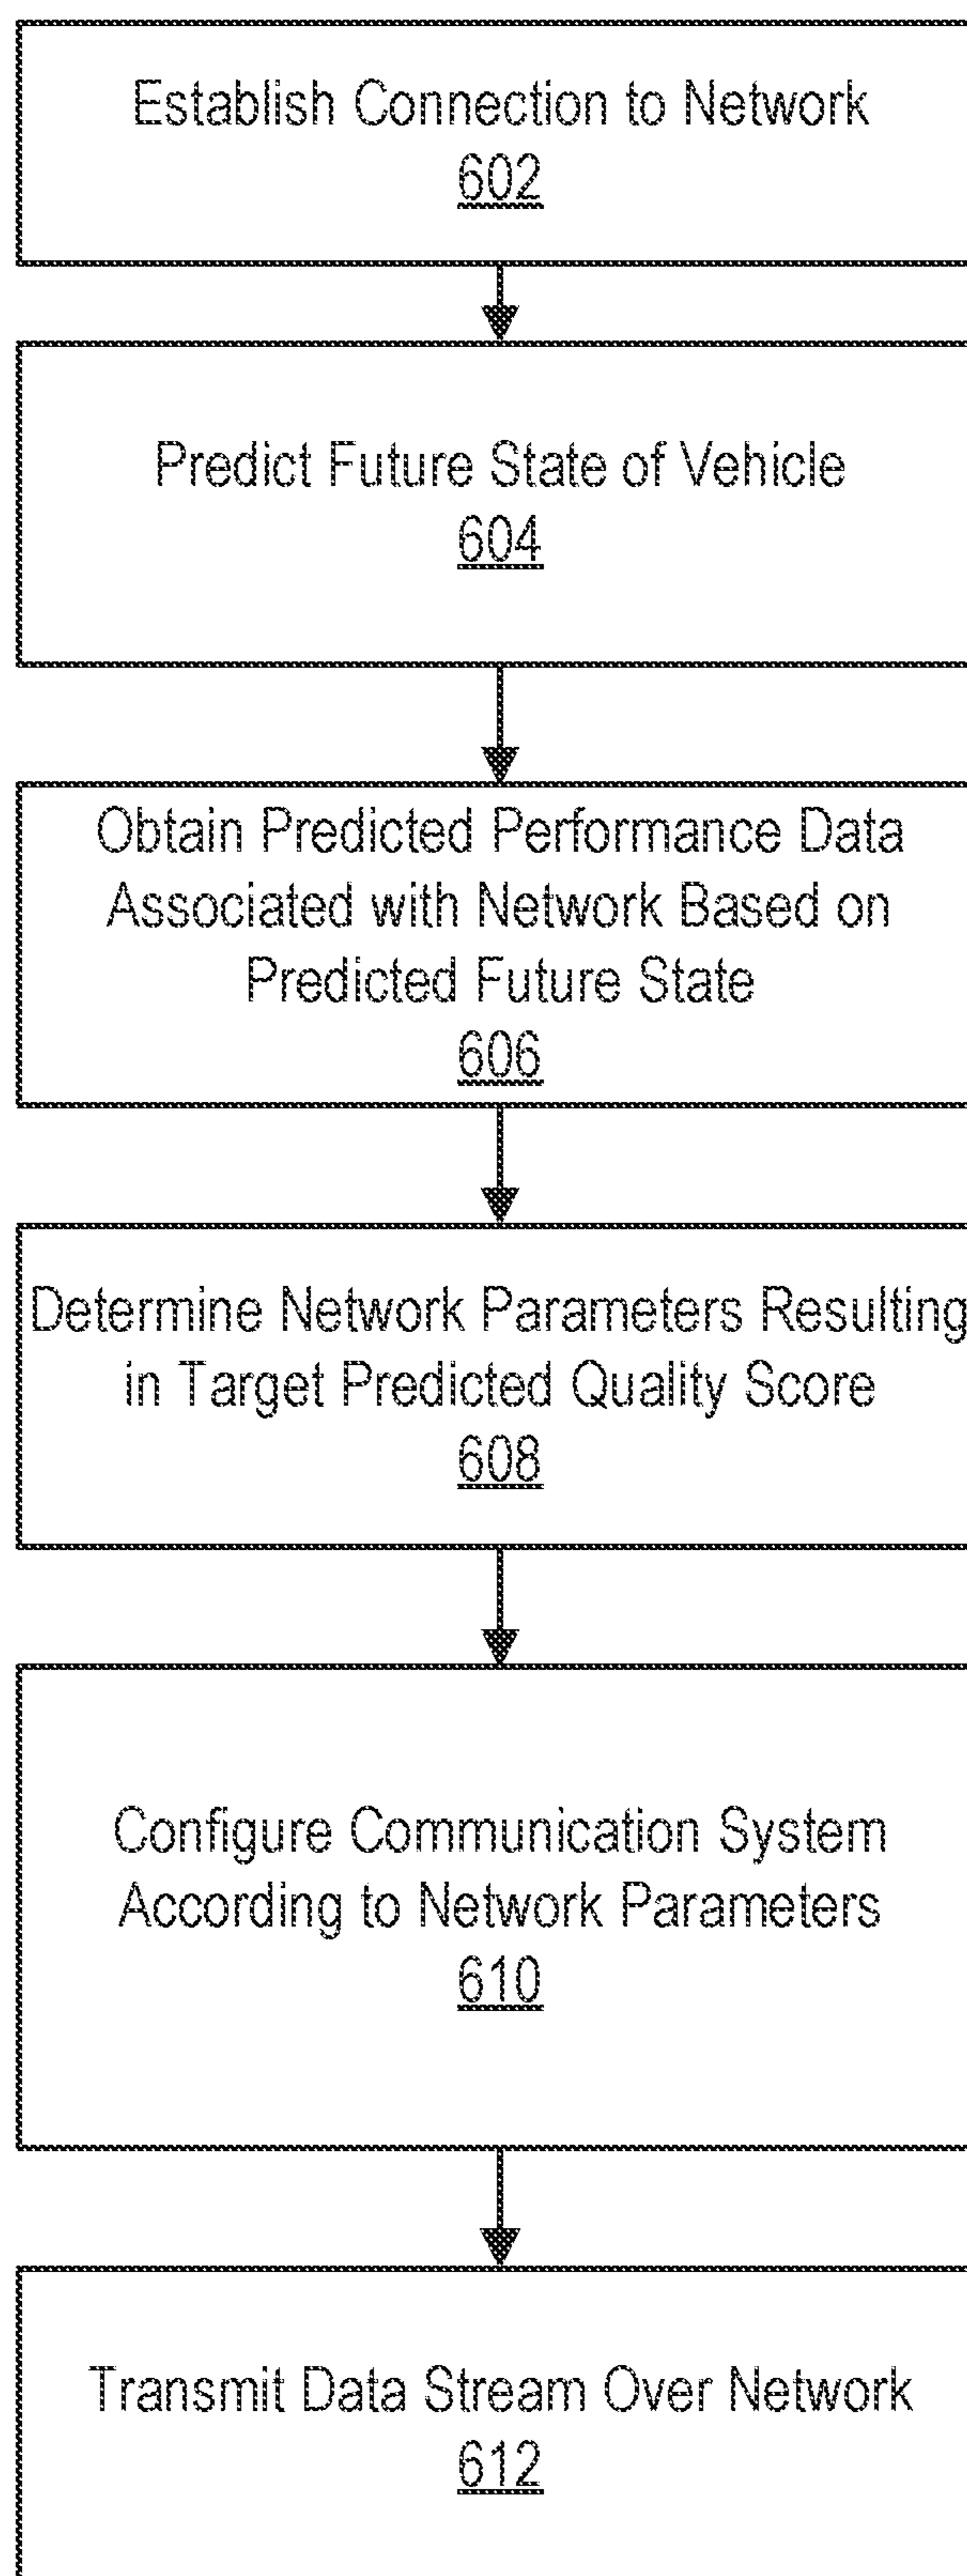 Establish Connection to Network
602
Predict Future State of Vehicle
604
Obtain Predicted Performance Data
Associated with Network Based on
Predicted Future State
606
Determine Network Parameters Resulting
in Target Predicted Quality Score
608
Configure Communication System
According to Network Parameters
610
Transmit Data Stream Over Network
612